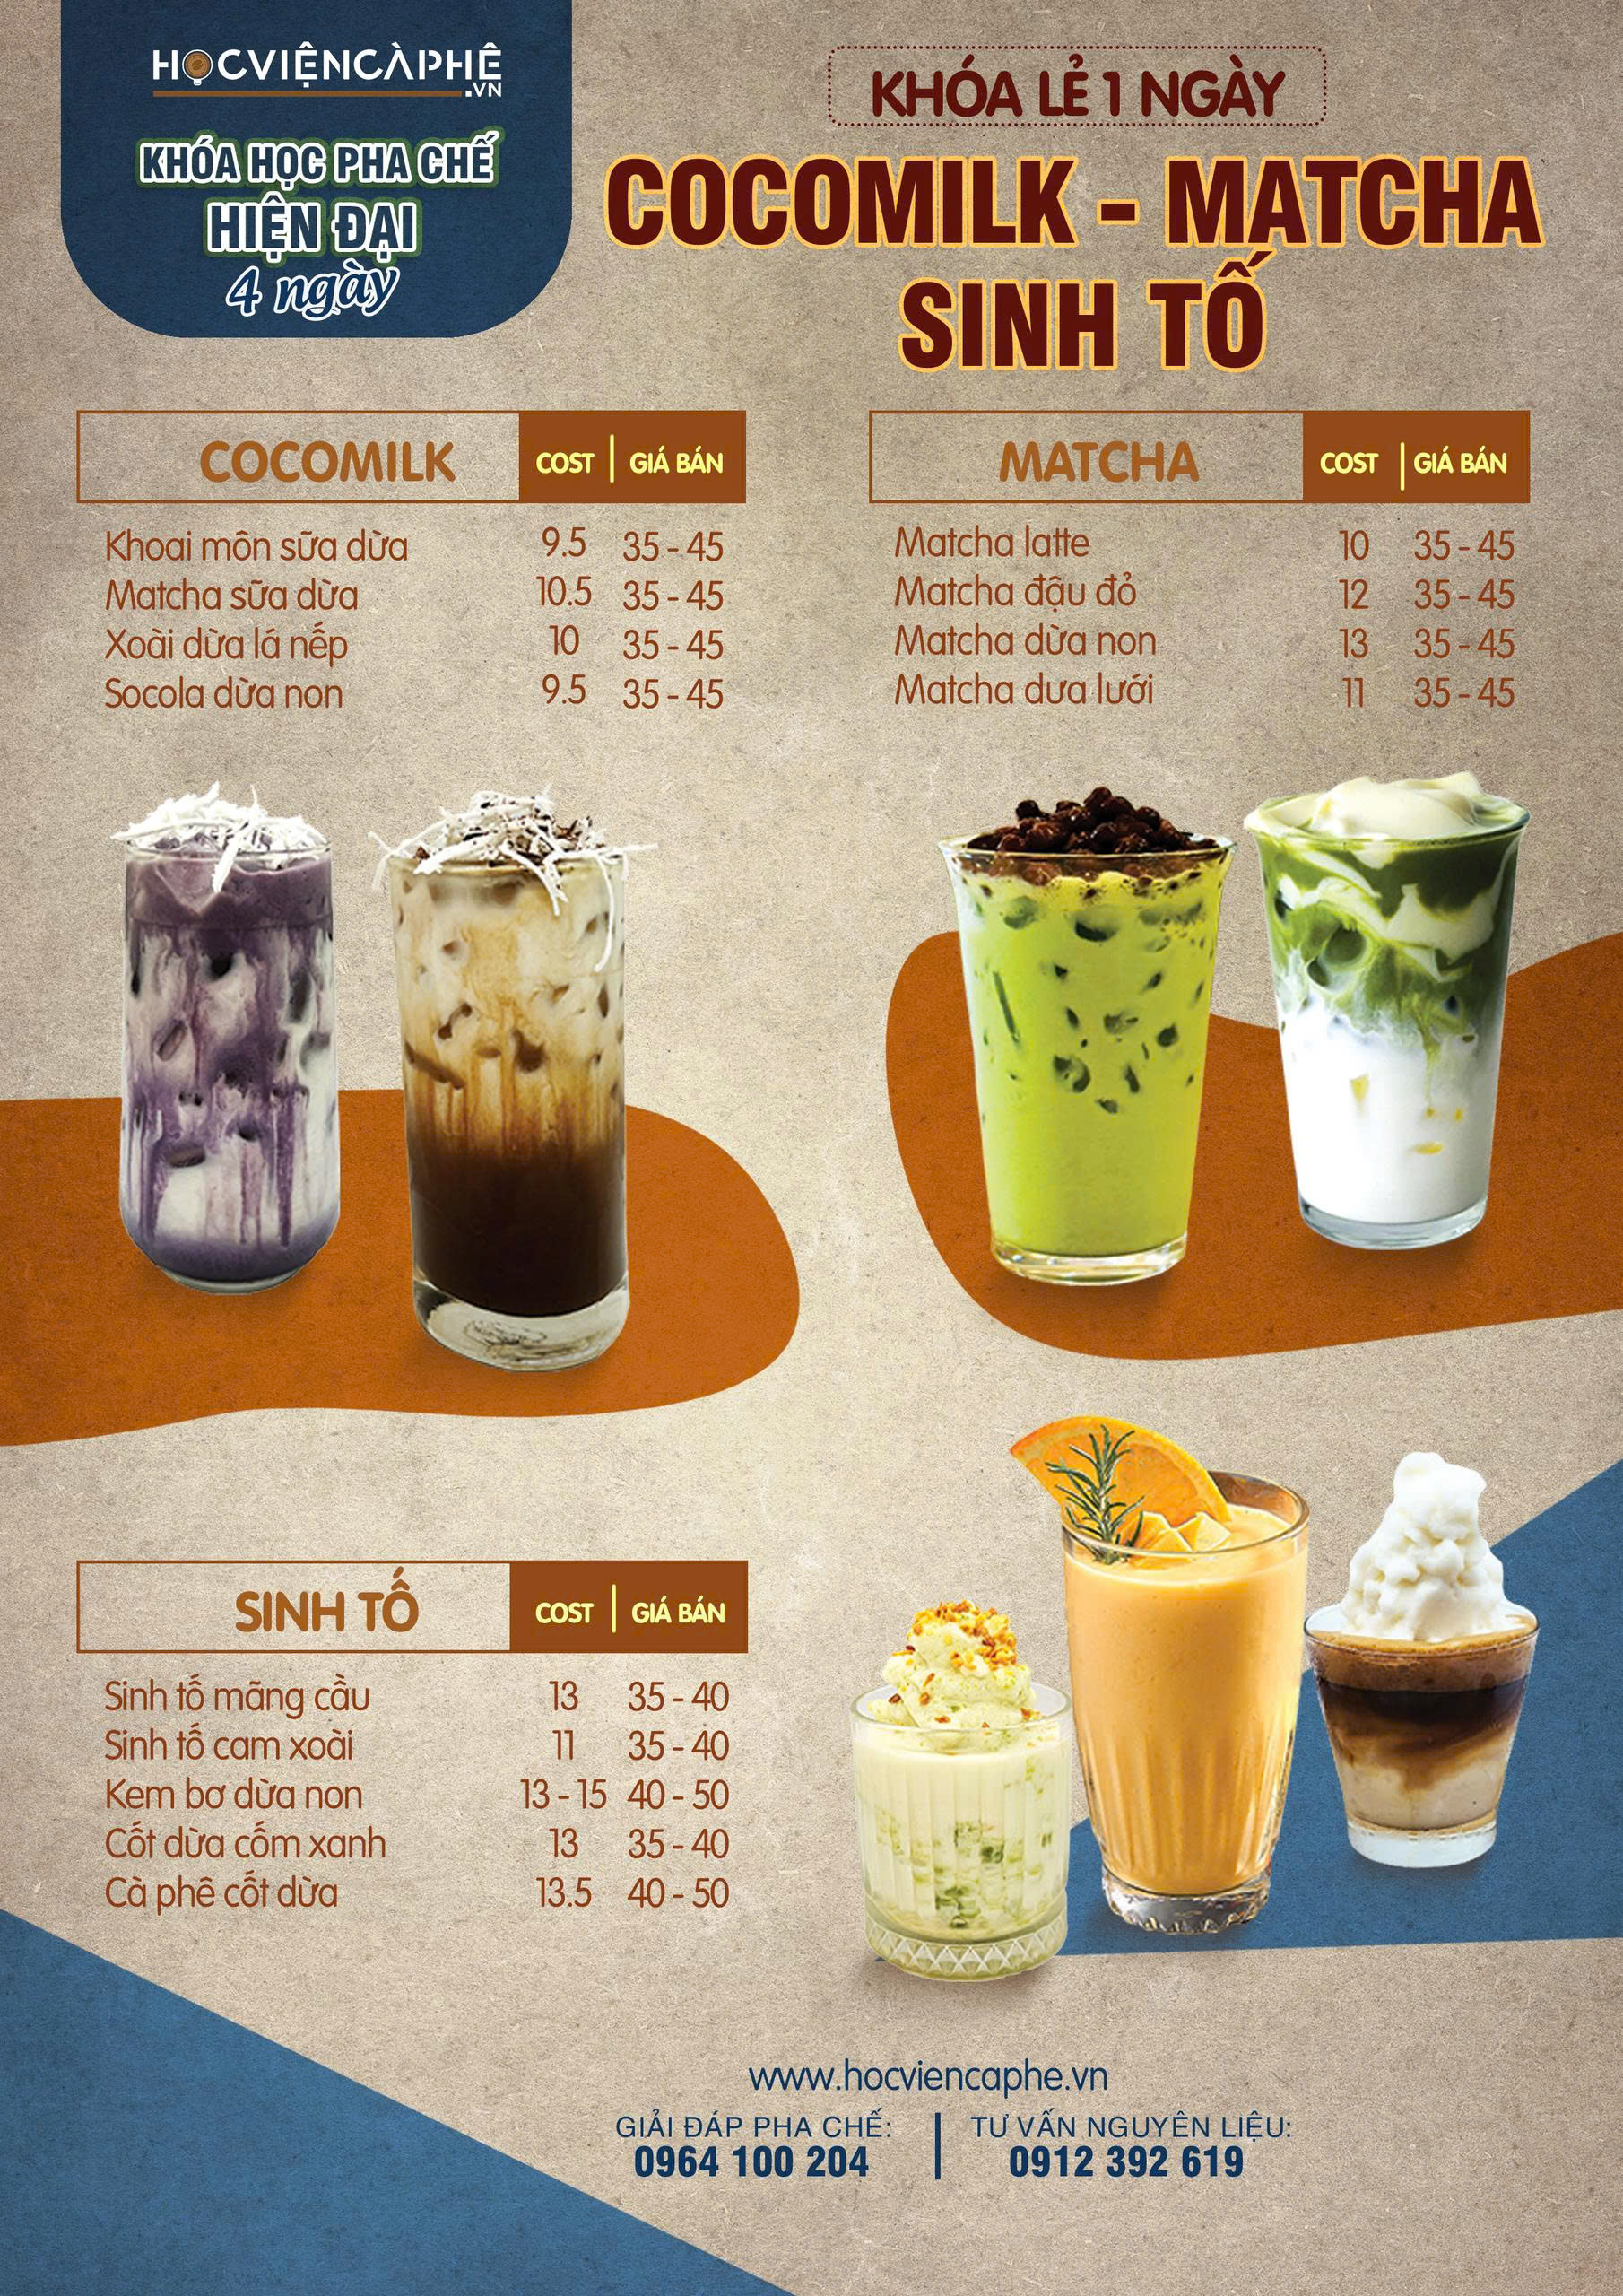 HỌCVIỆNCÀPHÊ
.VN
KHÓA HỌC PHA CHẾ
HIỆN ĐẠI
4 ngày
KHÓA LẺ 1 NGÀY
COCOMILK - MATCHA
SINH TỐ
COCOMILK COST | GIÁ BÁN
Khoai môn sữa dừa 9.5 35 - 45
Matcha sữa dừa 10.5 35 - 45
Xoài dừa lá nếp 10 35 - 45
Socola dừa non 9.5 35 - 45
MATCHA COST | GIÁ BÁN
Matcha latte 10 35 - 45
Matcha đậu đỏ 12 35 - 45
Matcha dừa non 13 35 - 45
Matcha dưa lưới 11 35 - 45
SINH TỐ COST | GIÁ BÁN
Sinh tố mãng cầu 13 35 - 40
Sinh tố cam xoài 11 35 - 40
Kem bơ dừa non 13 - 15 40 - 50
Cốt dừa cốm xanh 13 35 - 40
Cà phê cốt dừa 13.5 40 - 50
www.hocviencaphe.vn
GIẢI ĐÁP PHA CHẾ: | TƯ VẤN NGUYÊN LIỆU:
0964 100 204 | 0912 392 619